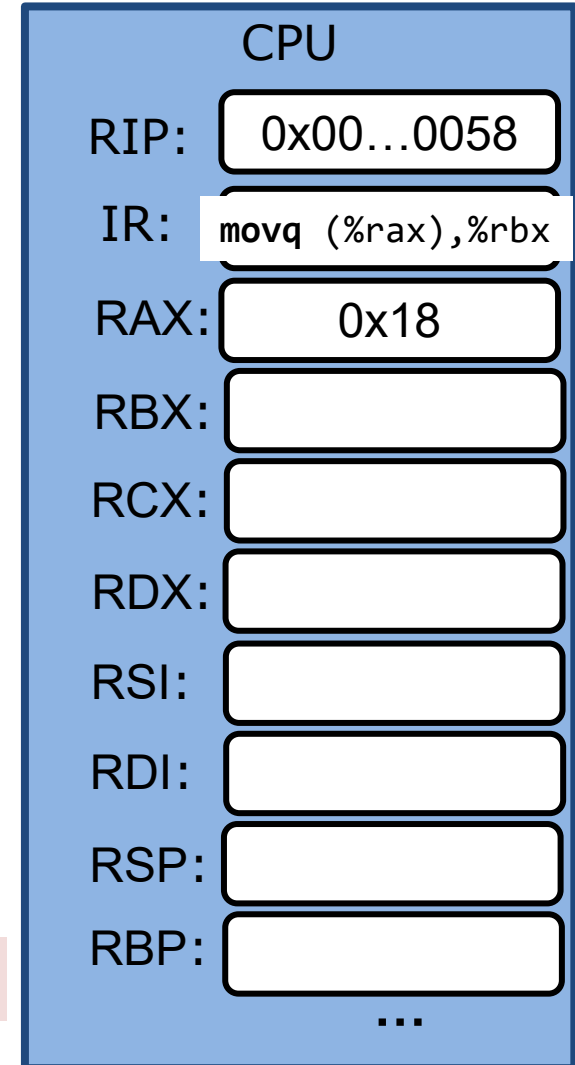 CPU
RIP: 0x00...0058
IR: movq (%rax),%rbx
RAX: 0x18
RBX:
RCX:
RDX:
RSI:
RDI:
RSP:
RBP:
...